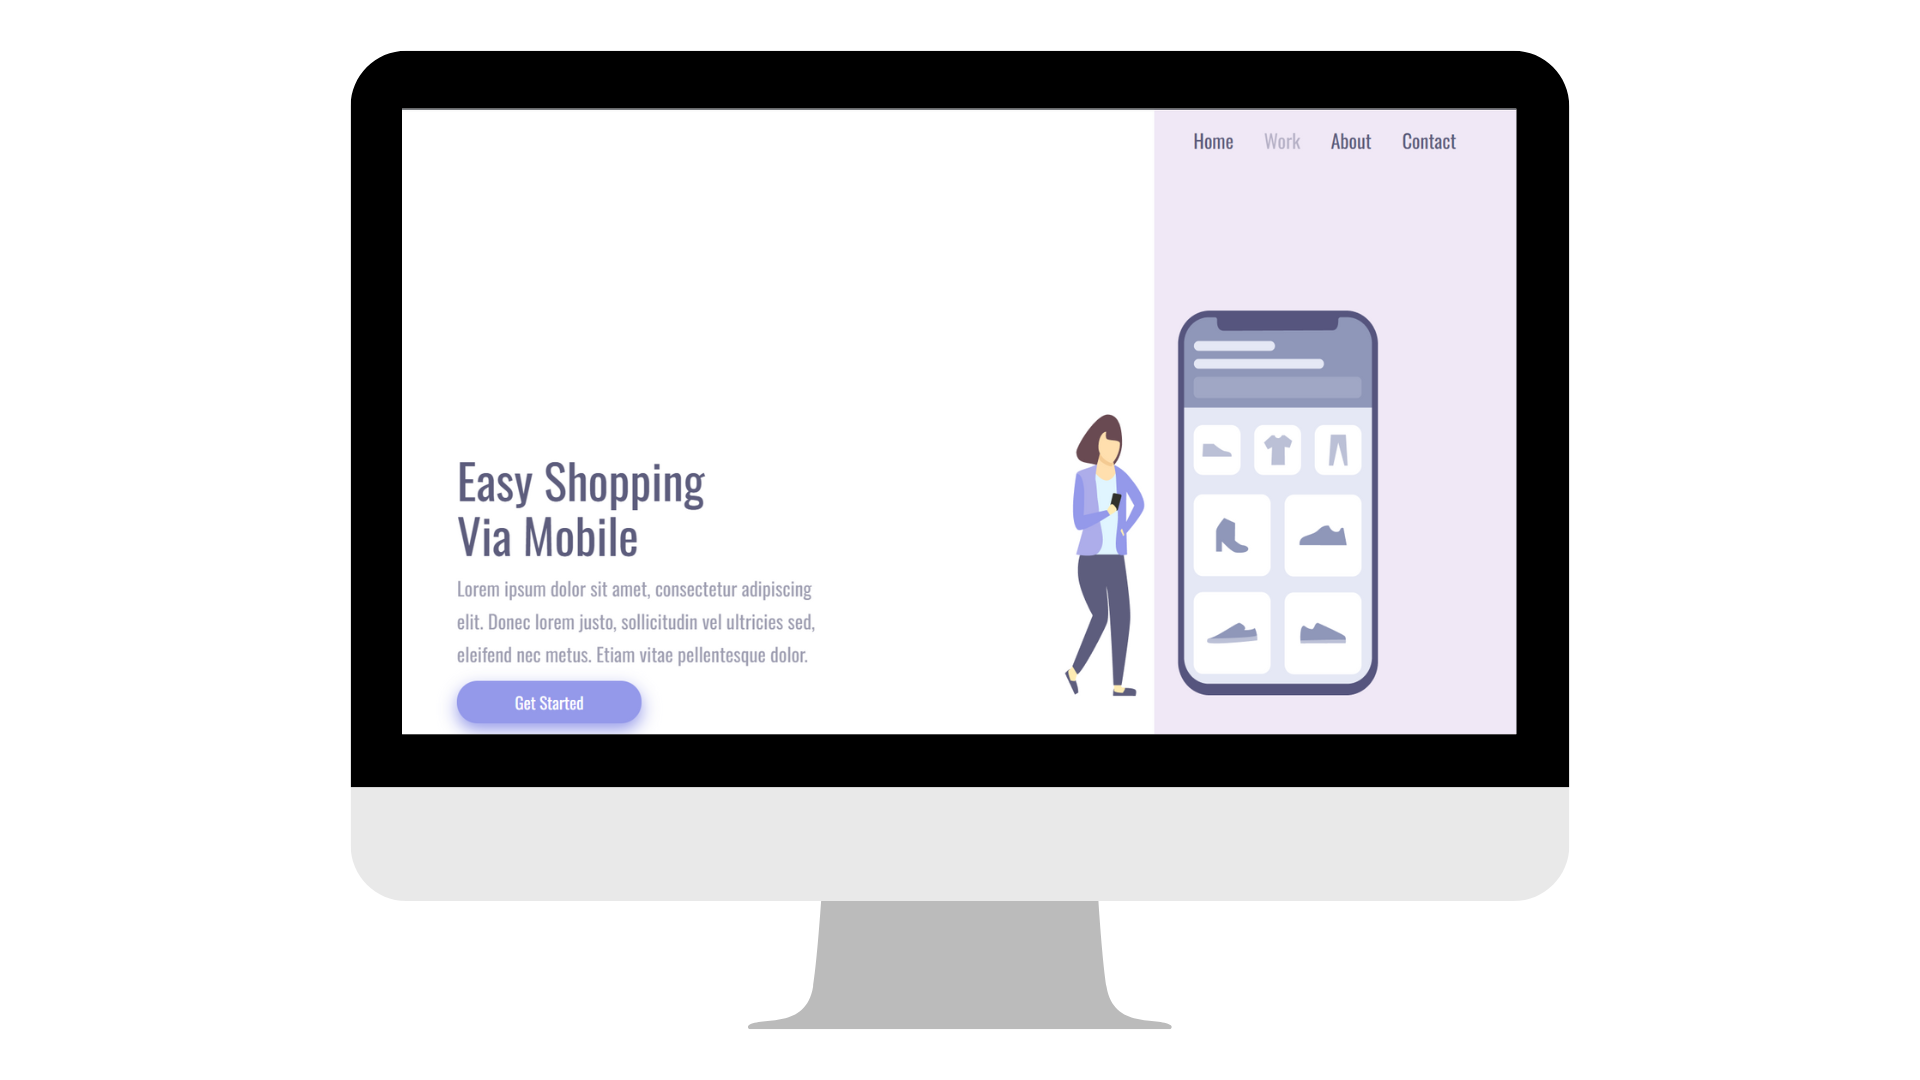 Home Work About Contact
Easy Shopping
Via Mobile
Lorem ipsum dolor sit amet, consectetur adipiscing
elit. Donec lorem justo, sollicitudin vel ultricies sed,
eleifend nec metus. Etiam vitae pellentesque dolor.
Get Started